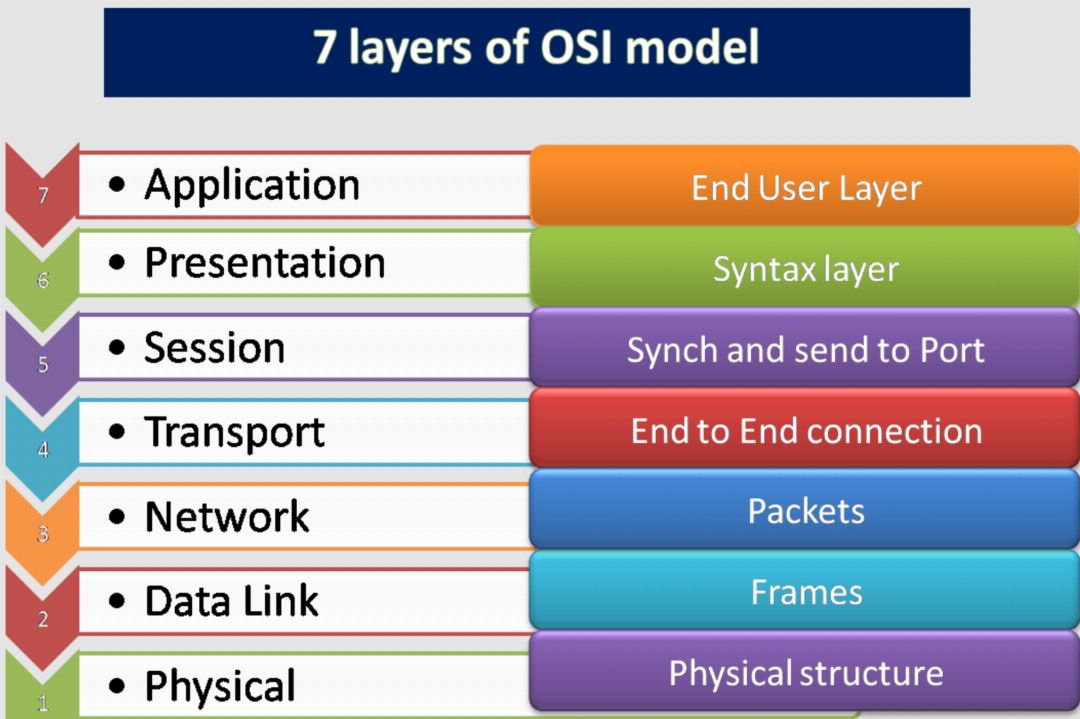 7 layers of OSI model
7
• Application
End User Layer
6
• Presentation
Syntax layer
5
• Session
Synch and send to Port
4
• Transport
End to End connection
3
• Network
Packets
2
• Data Link
Frames
1
• Physical
Physical structure